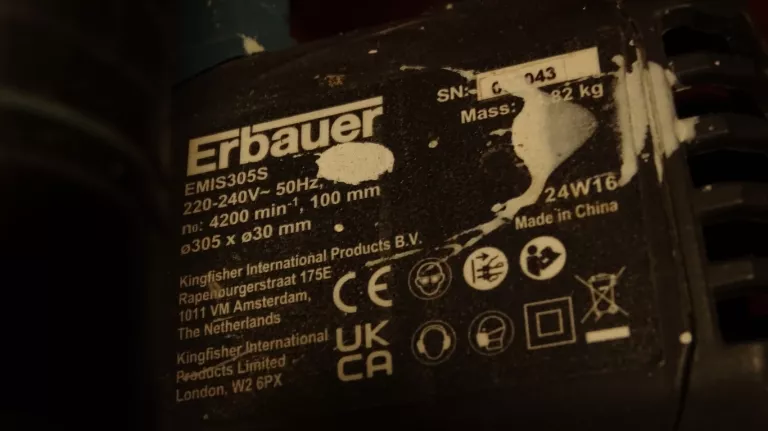 Erbauer
EMIS305S
220-240V~ 50Hz,
n₀: 4200 min⁻¹, 100 mm
ø305 x ø30 mm
SN: 043
Mass: 82 kg
24W16
Made in China
Kingfisher International Products B.V.
Rapenburgerstraat 175E
1011 VM Amsterdam,
The Netherlands
Kingfisher International
Products Limited
London, W2 6PX
CE
UK
CA